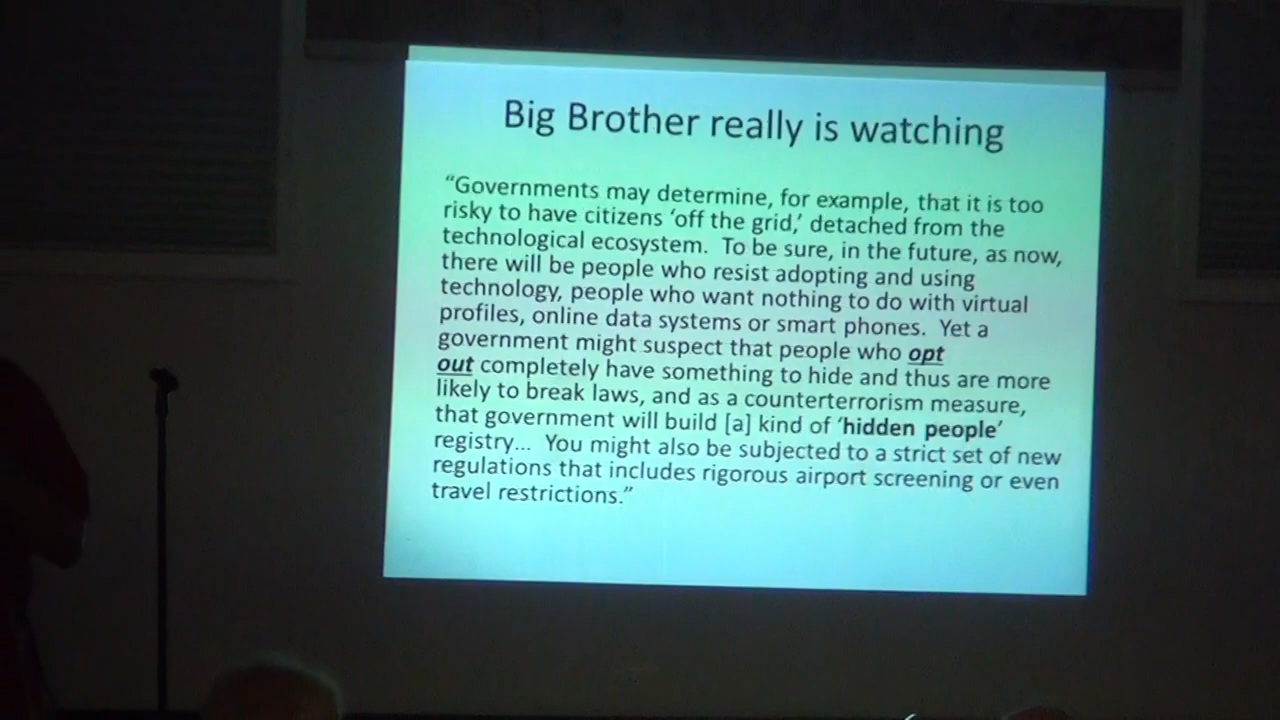 Big Brother really is watching
“Governments may determine, for example, that it is too
risky to have citizens ‘off the grid,’ detached from the
technological ecosystem. To be sure, in the future, as now,
there will be people who resist adopting and using
technology, people who want nothing to do with virtual
profiles, online data systems or smart phones. Yet a
government might suspect that people who opt
out completely have something to hide and thus are more
likely to break laws, and as a counterterrorism measure,
that government will build [a] kind of ‘hidden people’
registry... You might also be subjected to a strict set of new
regulations that includes rigorous airport screening or even
travel restrictions.”